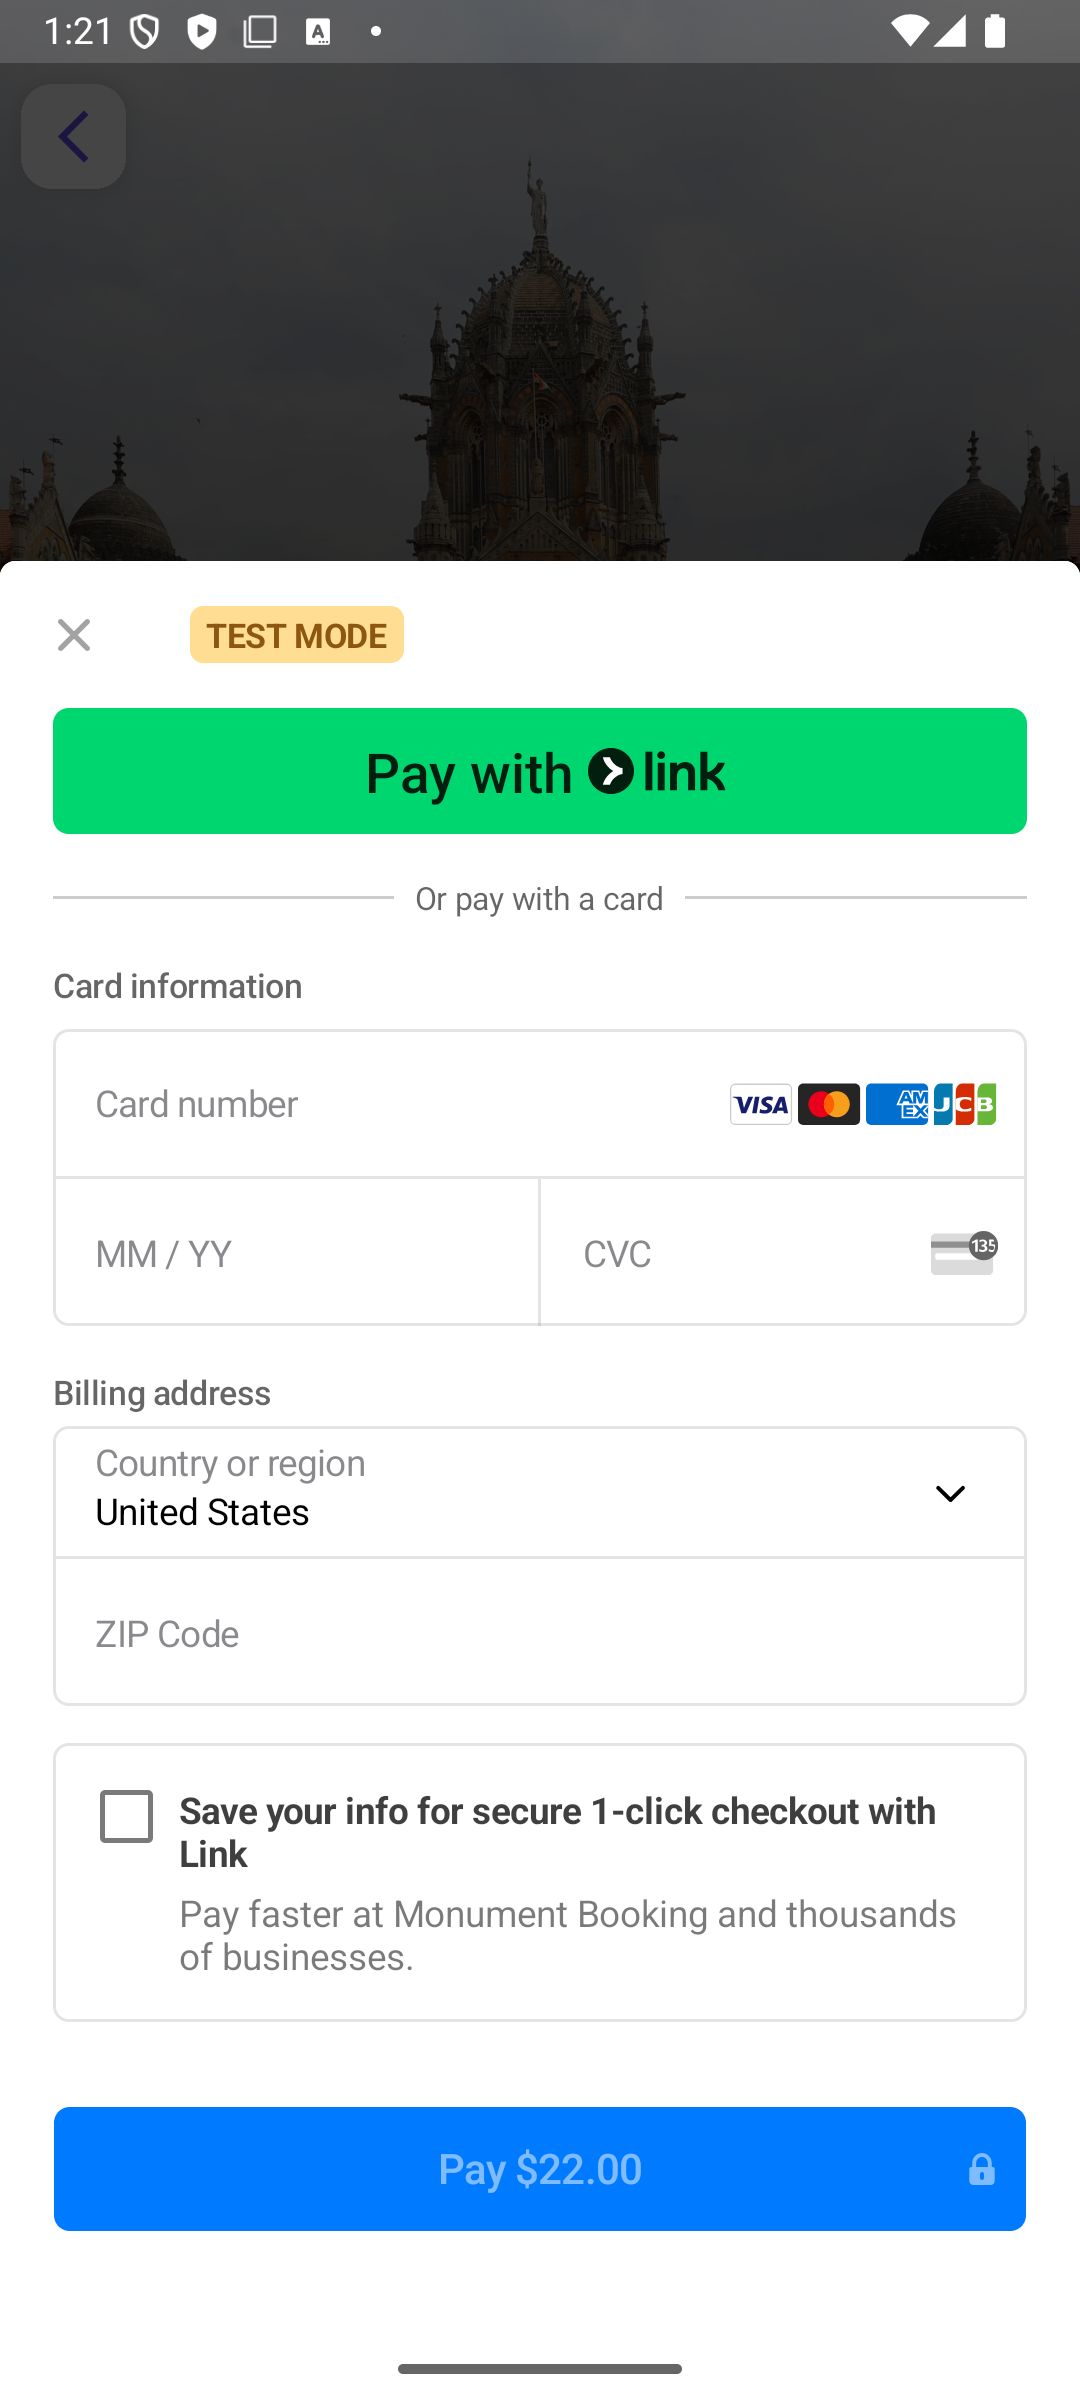 1:21
TEST MODE
Pay with link
Or pay with a card
Card information
Card number VISA AM EX JCB
MM / YY CVC 135
Billing address
Country or region
United States
ZIP Code
Save your info for secure 1-click checkout with
Link
Pay faster at Monument Booking and thousands
of businesses.
Pay $22.00